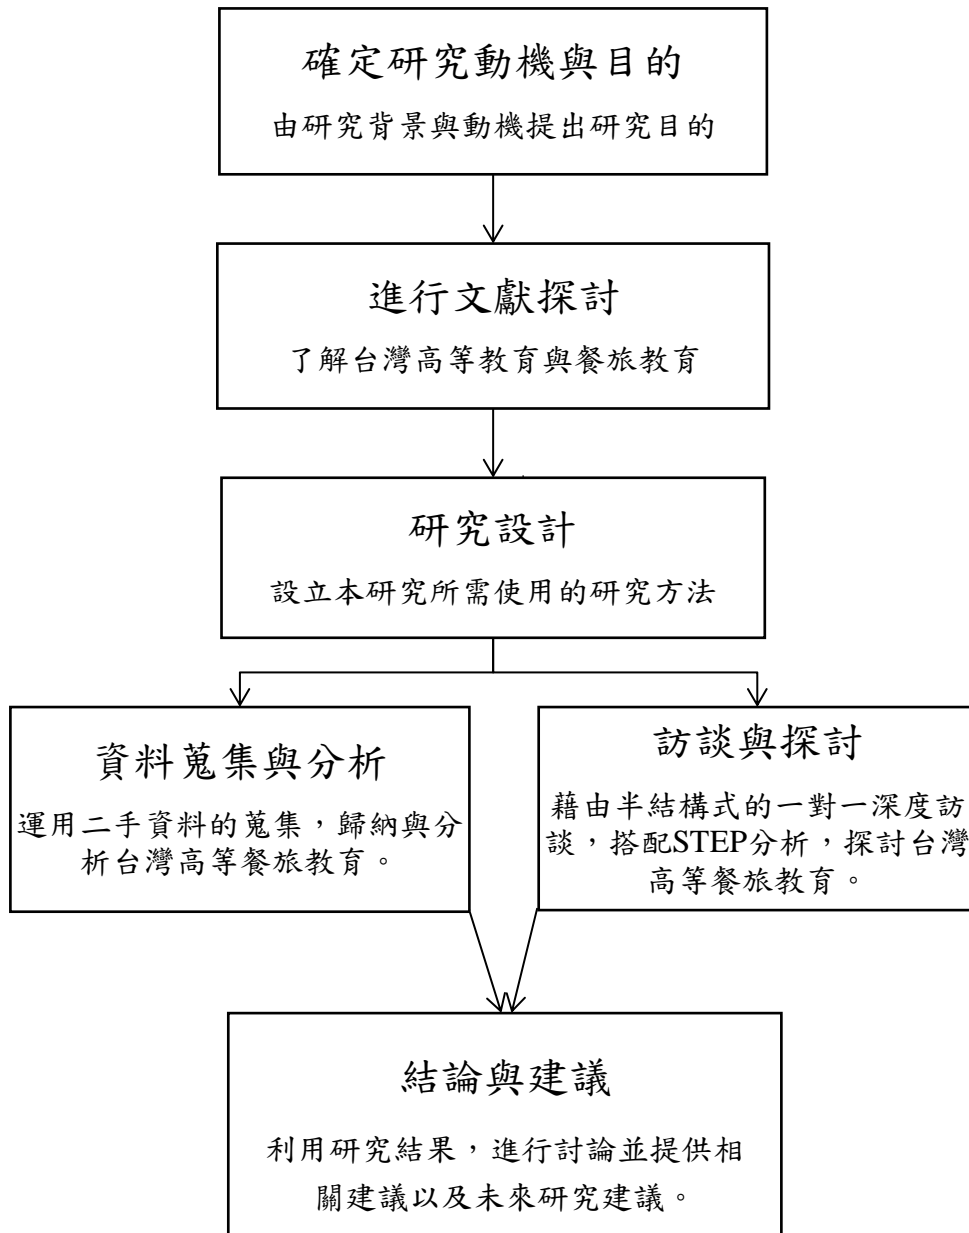 確定研究動機與目的
由研究背景與動機提出研究目的
進行文獻探討
了解台灣高等教育與餐旅教育
研究設計
設立本研究所需使用的研究方法
資料蒐集與分析
運用二手資料的蒐集，歸納與分
析台灣高等餐旅教育。
訪談與探討
藉由半結構式的一對一深度訪
談，搭配STEP分析，探討台灣
高等餐旅教育。
結論與建議
利用研究結果，進行討論並提供相
關建議以及未來研究建議。